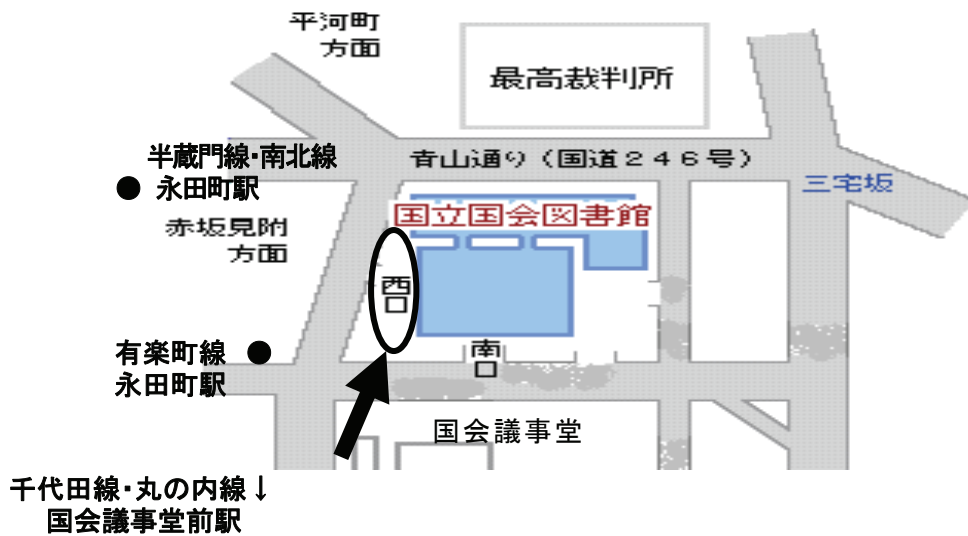 平河町
方面
最高裁判所
半蔵門線・南北線
● 永田町駅
青山通り（国道２４６号）
三宅坂
国立国会図書館
赤坂見附
方面
西口
南口
有楽町線 ●
永田町駅
国会議事堂
千代田線・丸の内線↓
国会議事堂前駅